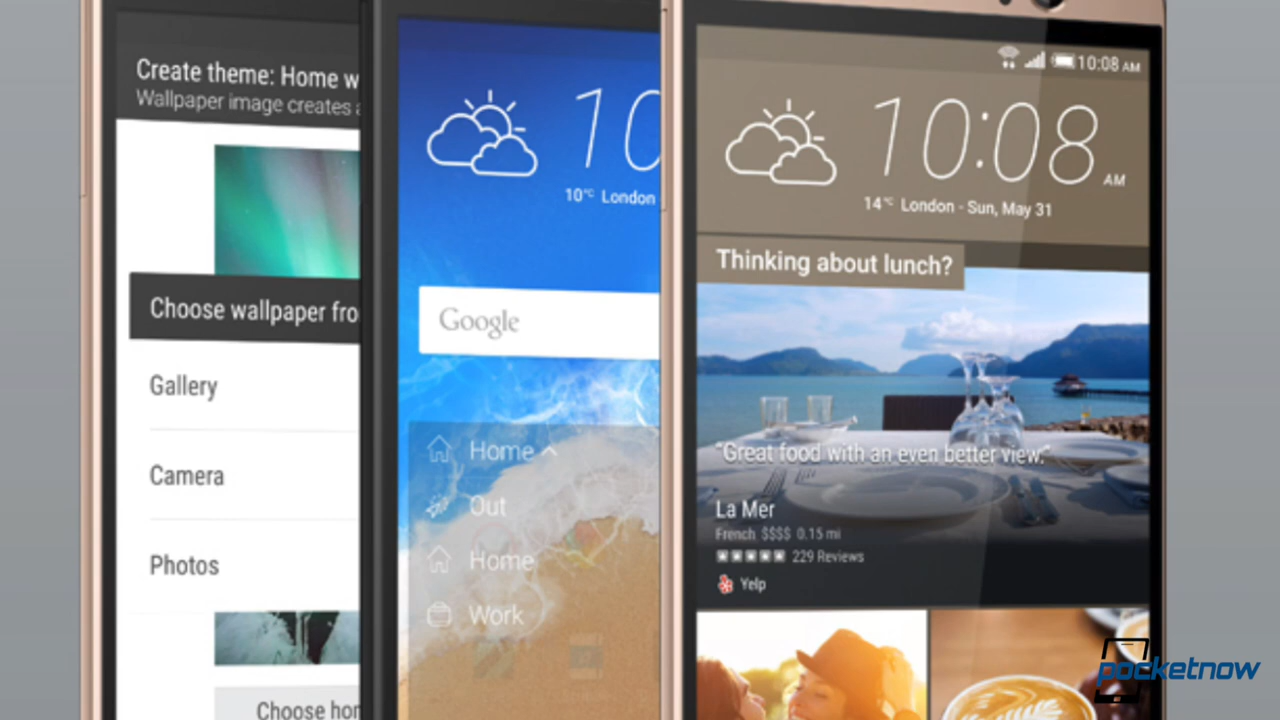 Create theme: Home w
Wallpaper image creates a
Choose wallpaper fro
Gallery
Camera
Photos
Choose hor
10
10°C London
Google
Home
Out
Home
Work
10:08 AM
10:08 AM
14°C London - Sun, May 31
Thinking about lunch?
"Great food with an even better view."
La Mer
French $$$$ 0.15 mi
229 Reviews
Yelp
pocketnow